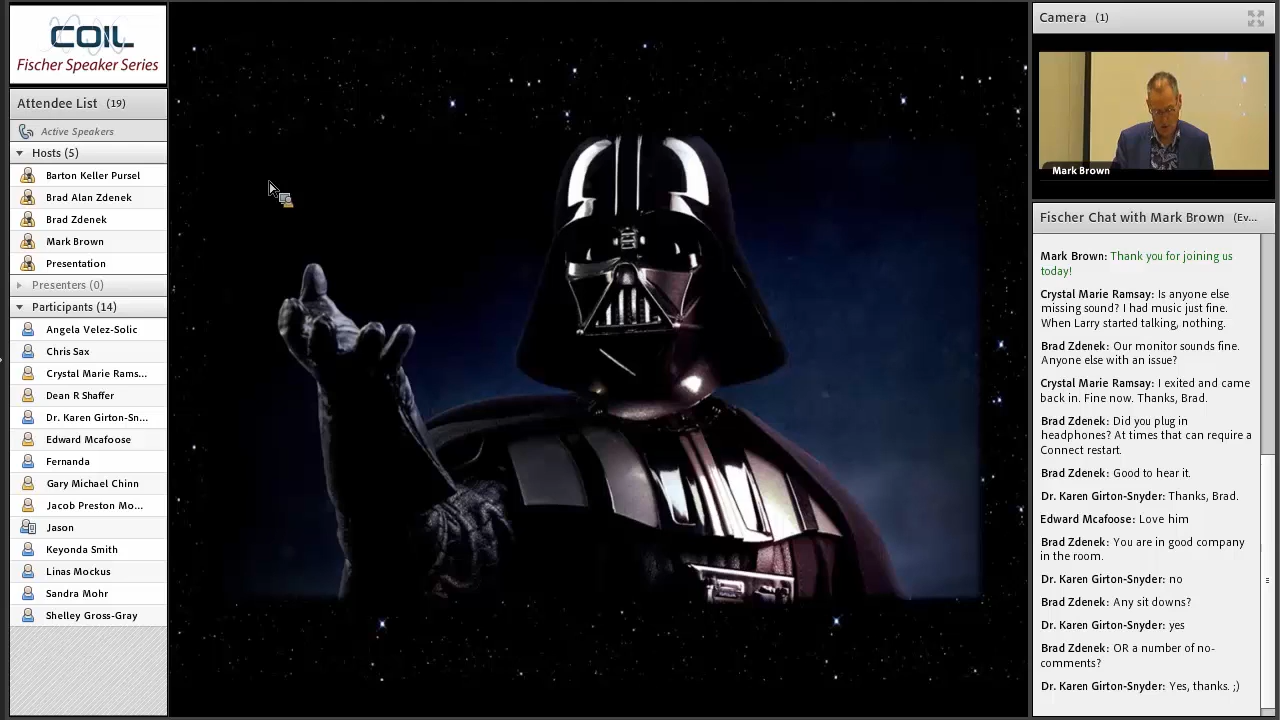 COIL
Fischer Speaker Series
Attendee List (19)
Active Speakers
Hosts (5)
Barton Keller Pursel
Brad Alan Zdenek
Brad Zdenek
Mark Brown
Presentation
Presenters (0)
Participants (14)
Angela Velez-Solic
Chris Sax
Crystal Marie Rams...
Dean R Shaffer
Dr. Karen Girton-Sn...
Edward Mcafoose
Fernanda
Gary Michael Chinn
Jacob Preston Mo...
Jason
Keyonda Smith
Linas Mockus
Sandra Mohr
Shelley Gross-Gray
Camera (1)
Mark Brown
Fischer Chat with Mark Brown (Ev...
Mark Brown: Thank you for joining us
today!
Crystal Marie Ramsay: Is anyone else
missing sound? I had music just fine.
When Larry started talking, nothing.
Brad Zdenek: Our monitor sounds fine.
Anyone else with an issue?
Crystal Marie Ramsay: I exited and came
back in. Fine now. Thanks, Brad.
Brad Zdenek: Did you plug in
headphones? At times that can require a
Connect restart.
Brad Zdenek: Good to hear it.
Dr. Karen Girton-Snyder: Thanks, Brad.
Edward Mcafoose: Love him
Brad Zdenek: You are in good company
in the room.
Dr. Karen Girton-Snyder: no
Brad Zdenek: Any sit downs?
Dr. Karen Girton-Snyder: yes
Brad Zdenek: OR a number of no-
comments?
Dr. Karen Girton-Snyder: Yes, thanks. ;)